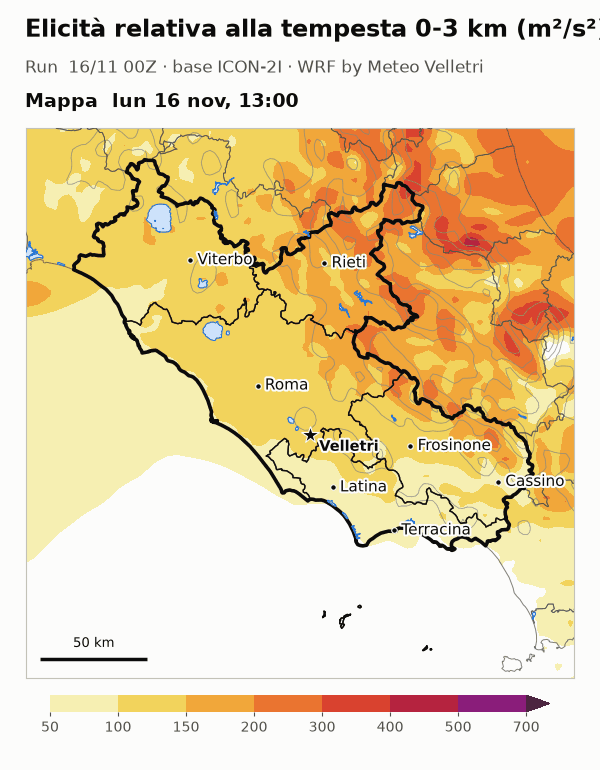 Elicità relativa alla tempesta 0-3 km (m²/s²)
Run 16/11 00Z · base ICON-2I · WRF by Meteo Velletri
Mappa lun 16 nov, 13:00
Viterbo
Rieti
Roma
Velletri
Frosinone
Cassino
Latina
Terracina
50 km
50 100 150 200 300 400 500 700